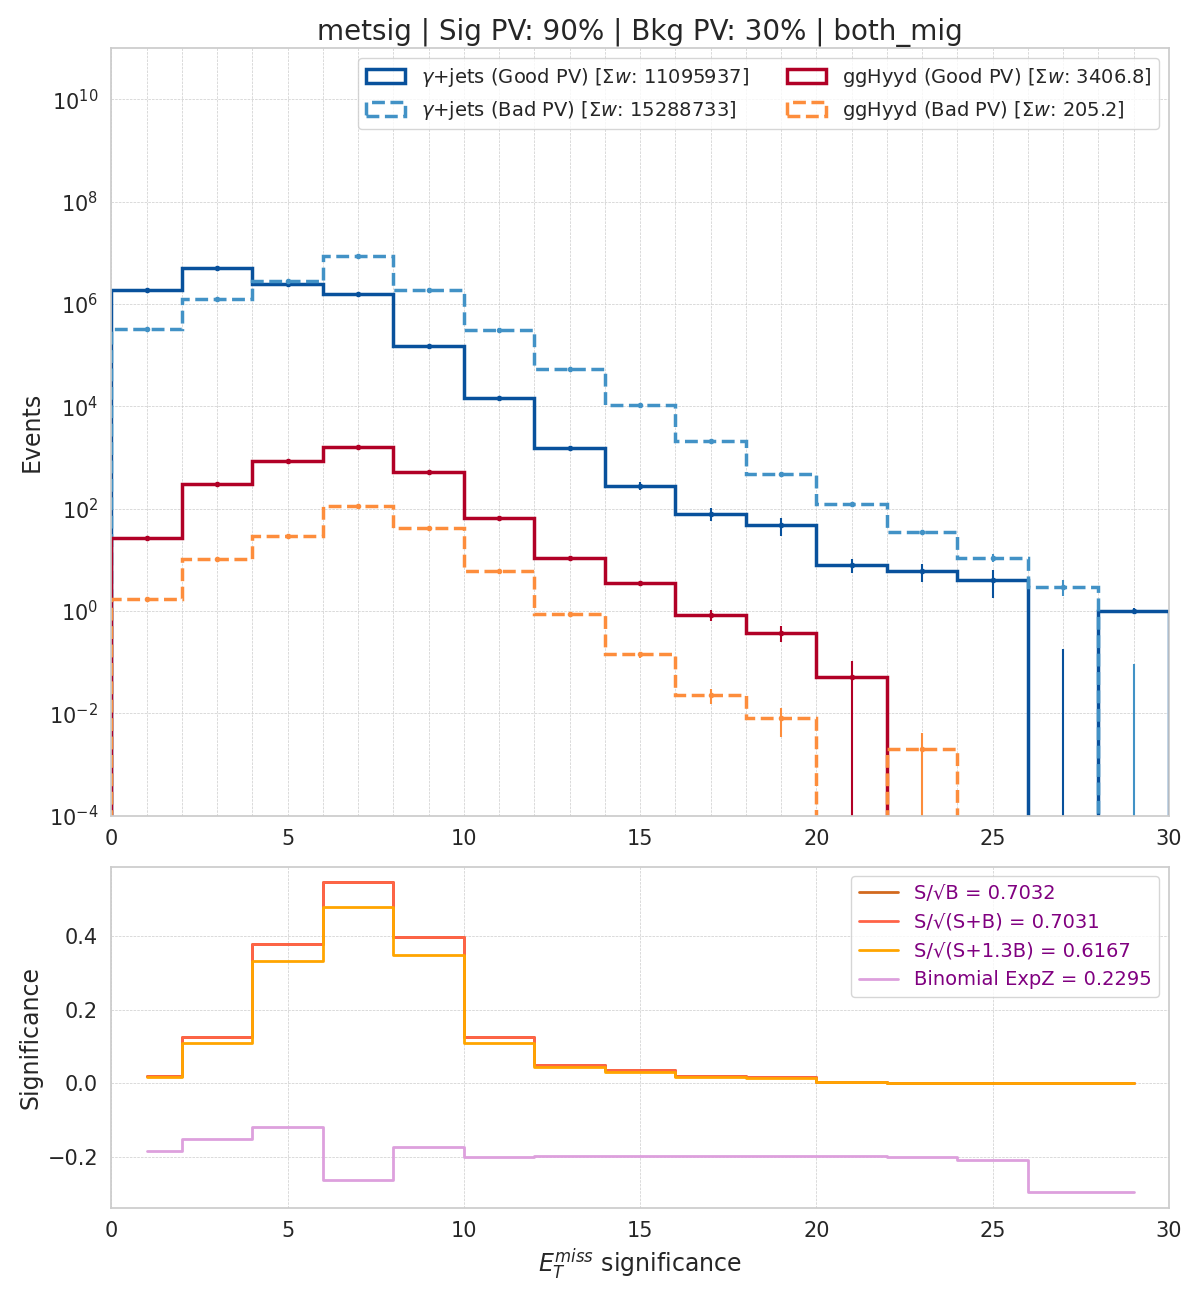 metsig | Sig PV: 90% | Bkg PV: 30% | both_mig
γ+jets (Good PV) [Σw: 11095937]
γ+jets (Bad PV) [Σw: 15288733]
ggHyyd (Good PV) [Σw: 3406.8]
ggHyyd (Bad PV) [Σw: 205.2]
Events
10^10
10^8
10^6
10^4
10^2
10^0
10^−2
10^−4
0 5 10 15 20 25 30
S/√B = 0.7032
S/√(S+B) = 0.7031
S/√(S+1.3B) = 0.6167
Binomial ExpZ = 0.2295
Significance
0.4
0.2
0.0
−0.2
0 5 10 15 20 25 30
E_T^miss significance